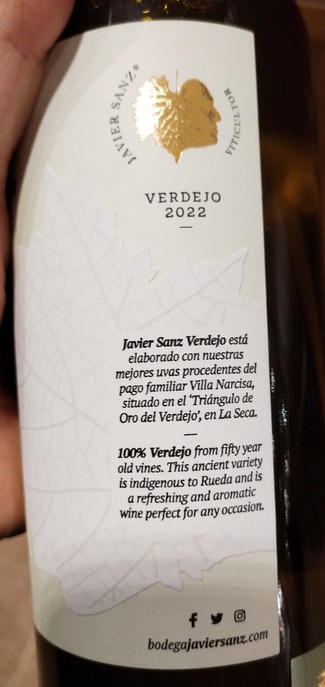 JAVIER SANZ® VITICULTOR
VERDEJO
2022
Javier Sanz Verdejo está
elaborado con nuestras
mejores uvas procedentes del
pago familiar Villa Narcisa,
situado en el ‘Triángulo de
Oro del Verdejo’, en La Seca.
100% Verdejo from fifty year
old vines. This ancient variety
is indigenous to Rueda and is
a refreshing and aromatic
wine perfect for any occasion.
bodegajaviersanz.com